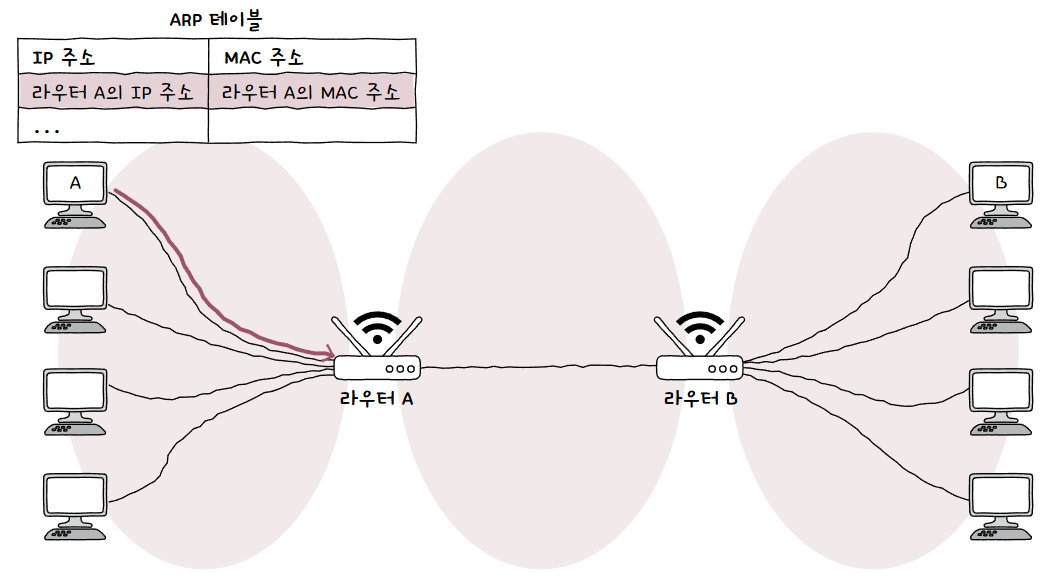 ARP 테이블
IP 주소 MAC 주소
라우터 A의 IP 주소 라우터 A의 MAC 주소
...
A
B
라우터 A
라우터 B